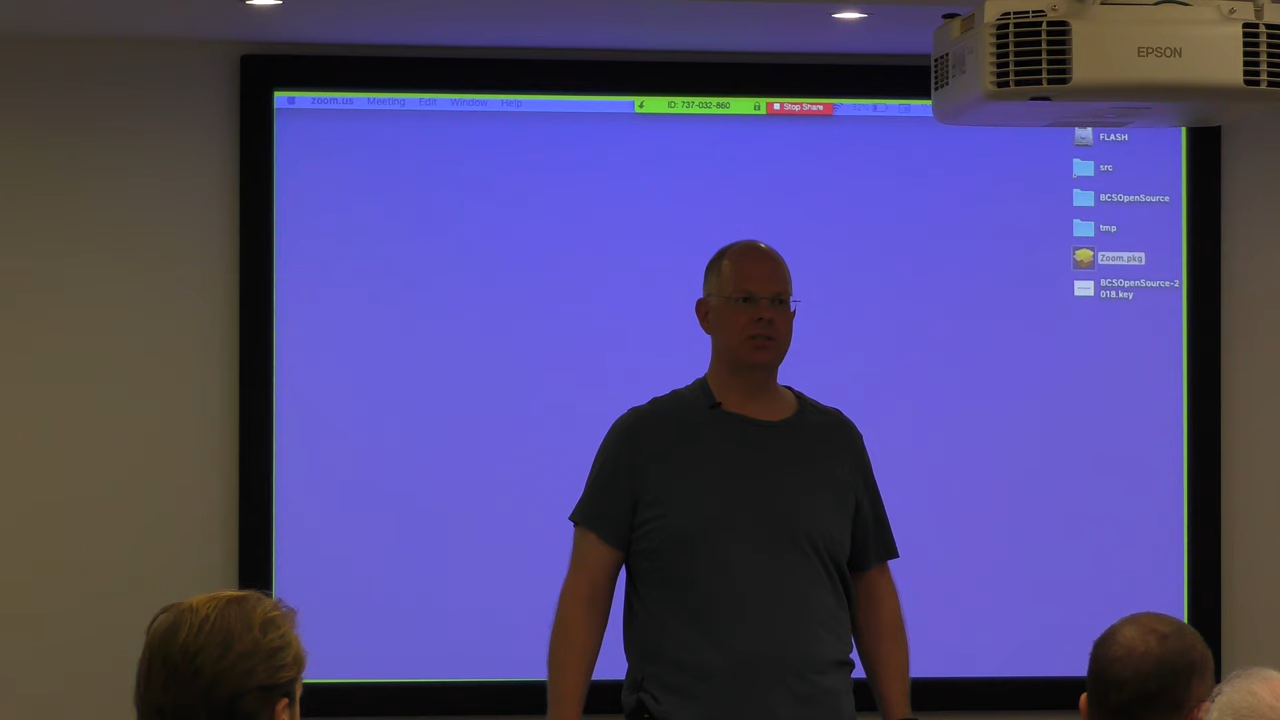 EPSON
zoom.us Meeting Edit Window Help
ID: 737-032-860
Stop Share
FLASH
src
BCSOpenSource
tmp
Zoom.pkg
BCSOpenSource-2
018.key